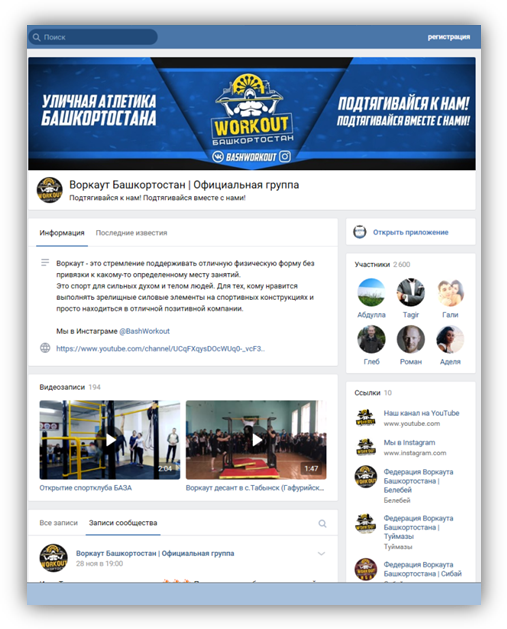 Поиск
регистрация
УЛИЧНАЯ АТЛЕТИКА
БАШКОРТОСТАНА
WORKOUT
БАШКОРТОСТАН
BASHWORKOUT
ПОДТЯГИВАЙСЯ К НАМ!
ПОДТЯГИВАЙСЯ ВМЕСТЕ С НАМИ!
Воркаут Башкортостан | Официальная группа
Подтягивайся к нам! Подтягивайся вместе с нами!
Информация
Последние известия
Воркаут - это стремление поддерживать отличную физическую форму без
привязки к какому-то определенному месту занятий.
Это спорт для сильных духом и телом людей. Для тех, кому нравится
выполнять зрелищные силовые элементы на спортивных конструкциях и
просто находиться в отличной позитивной компании.
Мы в Инстаграме @BashWorkout
https://www.youtube.com/channel/UCqFXqysDOcWUq0-_vcF3..
Открыть приложение
Участники 2 600
Абдулла
Tagir
Гали
Глеб
Роман
Аделя
Видеозаписи 194
2:04
1:47
Открытие спортклуба БАЗА
Воркаут десант в с.Табынск (Гафурийск...
Ссылки 10
Наш канал на YouTube
www.youtube.com
Мы в Instagram
www.instagram.com
Федерация Воркаута
Башкортостана |
Белебей
Белебей
Федерация Воркаута
Башкортостана |
Туймазы
Туймазы
Федерация Воркаута
Башкортостана | Сибай
Все записи
Записи сообщества
Воркаут Башкортостан | Официальная группа
28 ноя в 19:00